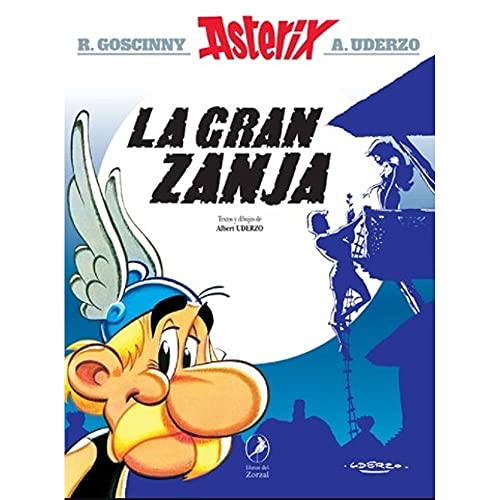 R. GOSCINNY Asterix A. UDERZO
LA GRAN
ZANJA
Textos y dibujos de
Albert UDERZO
UDERZO
libros del
Zorzal